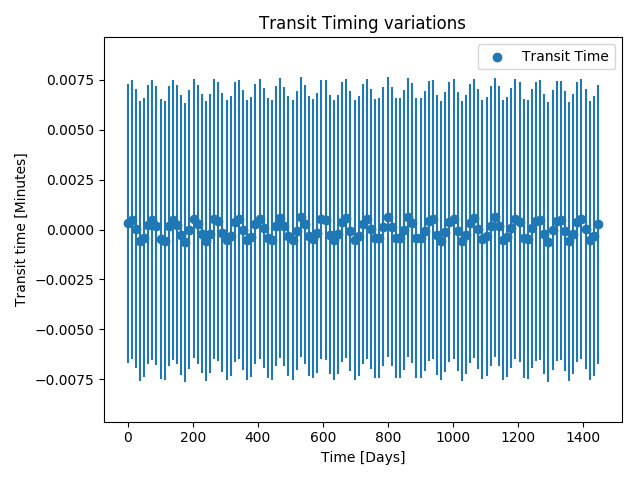 Transit Timing variations
Transit Time
0.0075
0.0050
0.0025
0.0000
−0.0025
−0.0050
−0.0075
Transit time [Minutes]
0 200 400 600 800 1000 1200 1400
Time [Days]